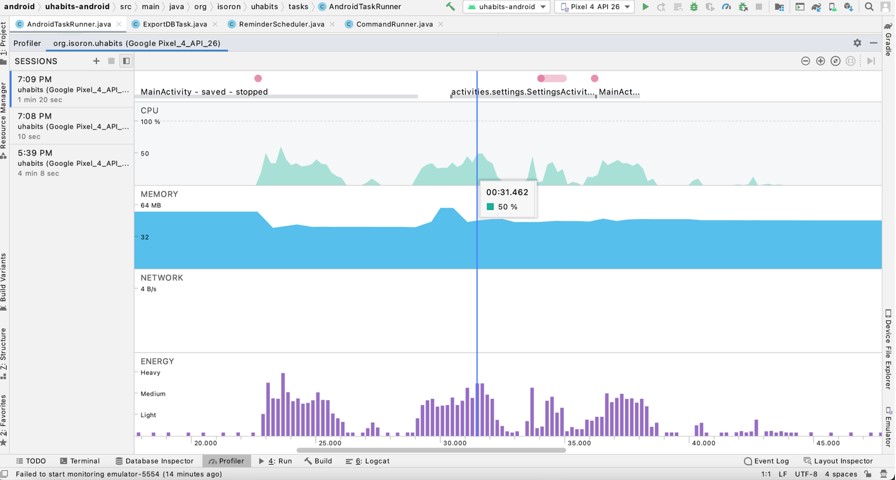 android
uhabits-android
src
main
java
org
isoron
uhabits
tasks
AndroidTaskRunner
uhabits-android
Pixel 4 API 26
AndroidTaskRunner.java
ExportDBTask.java
ReminderScheduler.java
CommandRunner.java
Profiler
org.isoron.uhabits (Google Pixel_4_API_26)
SESSIONS
7:09 PM
uhabits (Google Pixel_4_API_...
1 min 20 sec
7:08 PM
uhabits (Google Pixel_4_API_...
10 sec
5:39 PM
uhabits (Google Pixel_4_API_...
4 min 8 sec
MainActivity - saved - stopped
activities.settings.SettingsActivit...
MainAct...
CPU
100 %
50
00:31.462
50 %
MEMORY
64 MB
32
NETWORK
4 B/s
ENERGY
Heavy
Medium
Light
20.000
25.000
30.000
35.000
40.000
45.000
1: Project
Resource Manager
Build Variants
7: Structure
2: Favorites
Gradle
Device File Explorer
Emulator
TODO
Terminal
Database Inspector
Profiler
4: Run
Build
6: Logcat
Event Log
Layout Inspector
Failed to start monitoring emulator-5554 (14 minutes ago)
1:1
LF
UTF-8
4 spaces